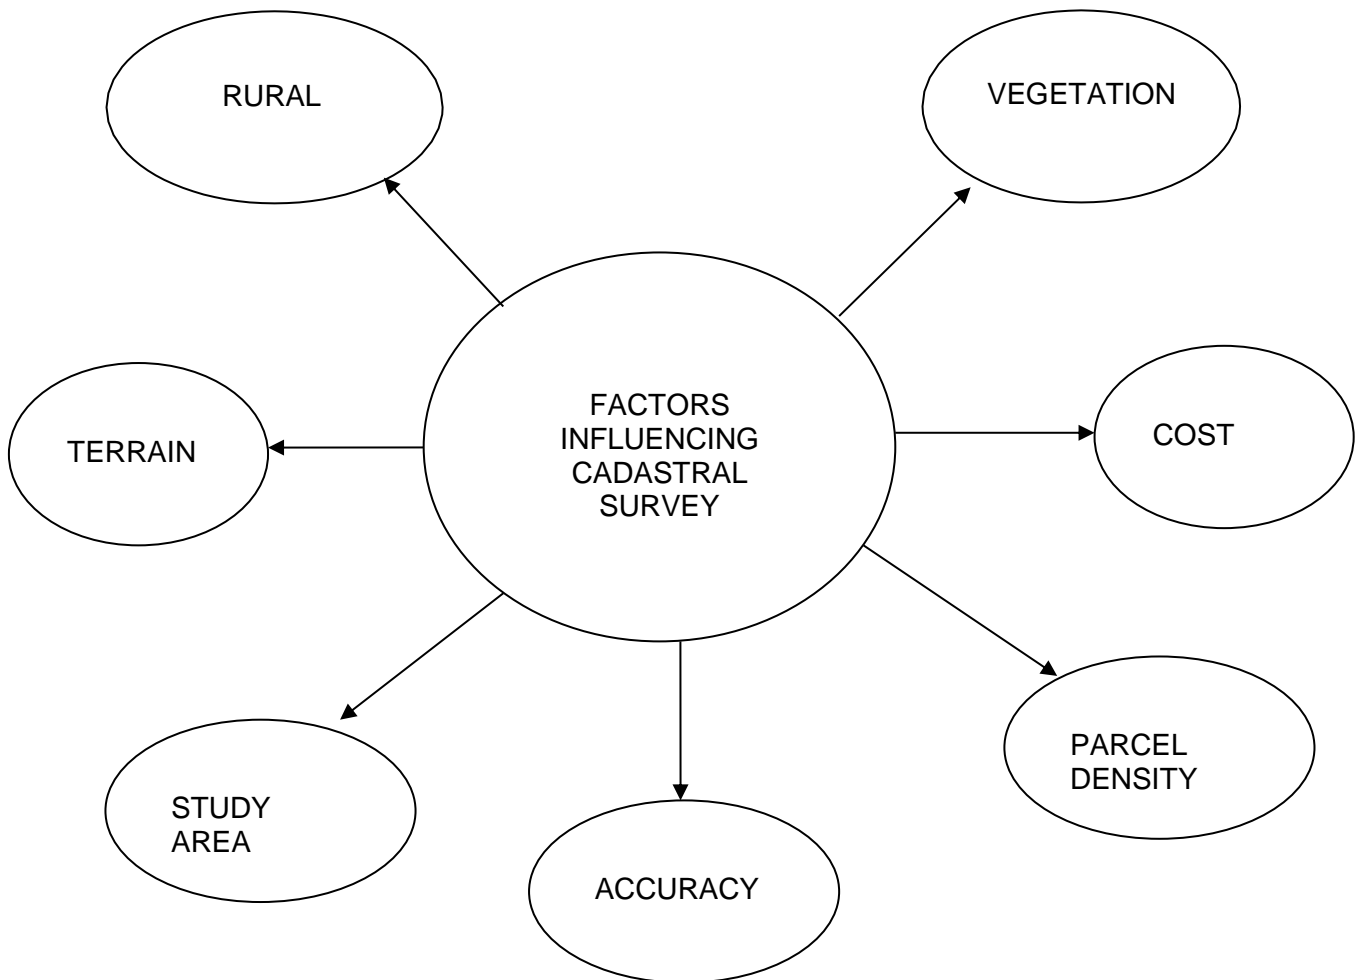 RURAL
VEGETATION
FACTORS
INFLUENCING
CADASTRAL
SURVEY
TERRAIN
COST
STUDY
AREA
ACCURACY
PARCEL
DENSITY